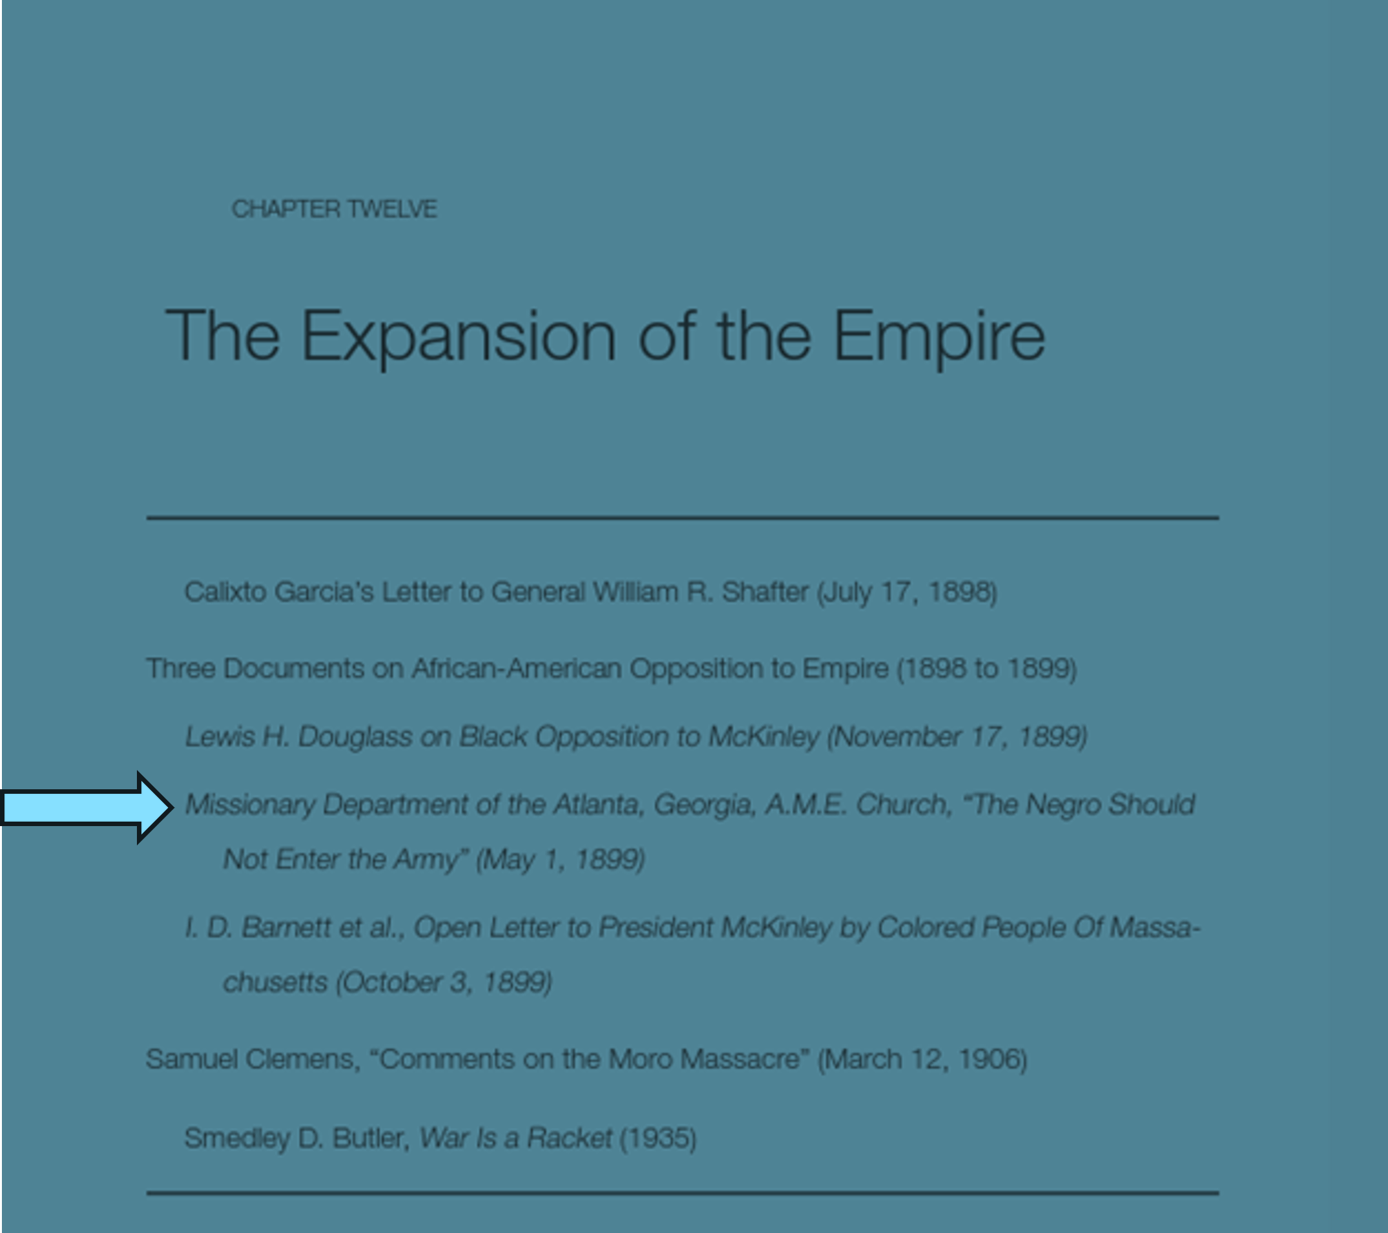 CHAPTER TWELVE
The Expansion of the Empire
Calixto Garcia’s Letter to General William R. Shafter (July 17, 1898)
Three Documents on African-American Opposition to Empire (1898 to 1899)
Lewis H. Douglass on Black Opposition to McKinley (November 17, 1899)
Missionary Department of the Atlanta, Georgia, A.M.E. Church, “The Negro Should
Not Enter the Army” (May 1, 1899)
I. D. Barnett et al., Open Letter to President McKinley by Colored People Of Massa-
chusetts (October 3, 1899)
Samuel Clemens, “Comments on the Moro Massacre” (March 12, 1906)
Smedley D. Butler, War Is a Racket (1935)